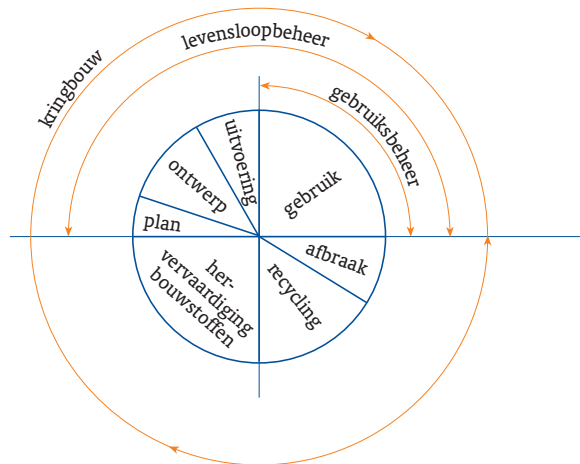 kringbouw
levensloopbeheer
gebruiksbeheer
uitvoering
ontwerp
plan
gebruik
afbraak
recycling
her-
vervaardiging
bouwstoffen